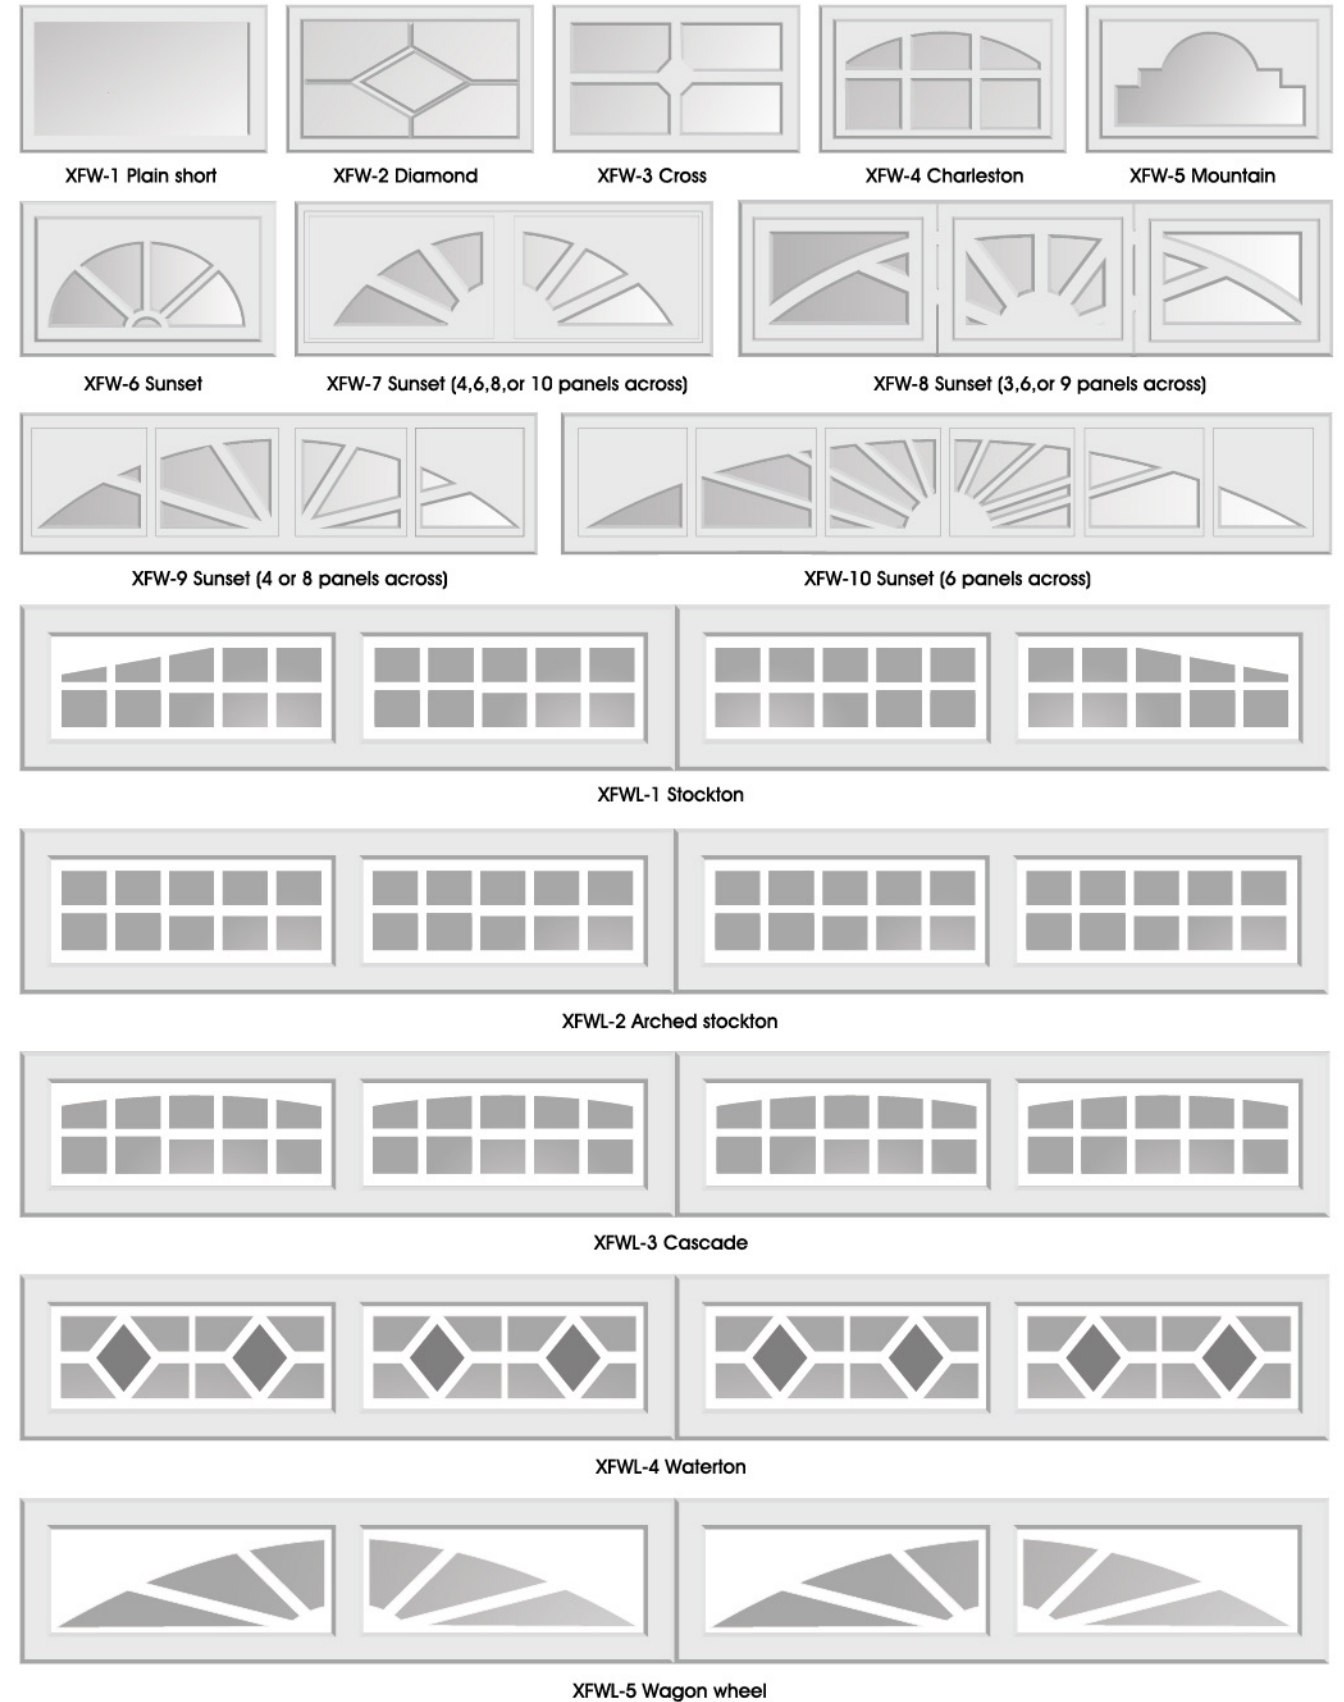 XFW-1 Plain short
XFW-2 Diamond
XFW-3 Cross
XFW-4 Charleston
XFW-5 Mountain
XFW-6 Sunset
XFW-7 Sunset (4,6,8,or 10 panels across)
XFW-8 Sunset (3,6,or 9 panels across)
XFW-9 Sunset (4 or 8 panels across)
XFW-10 Sunset (6 panels across)
XFWL-1 Stockton
XFWL-2 Arched stockton
XFWL-3 Cascade
XFWL-4 Waterton
XFWL-5 Wagon wheel